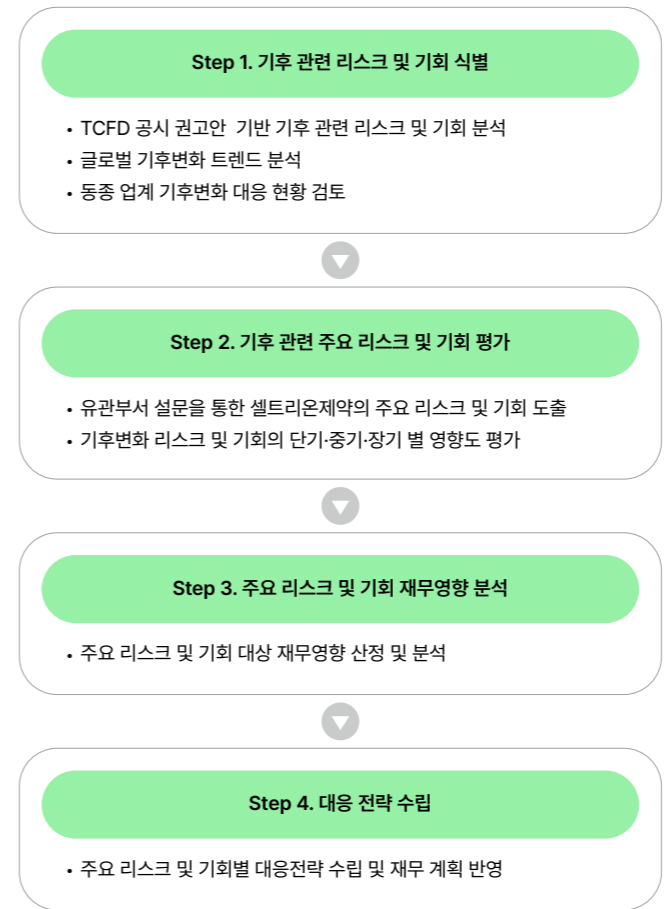 Step 1. 기후 관련 리스크 및 기회 식별
• TCFD 공시 권고안 기반 기후 관련 리스크 및 기회 분석
• 글로벌 기후변화 트렌드 분석
• 동종 업계 기후변화 대응 현황 검토
Step 2. 기후 관련 주요 리스크 및 기회 평가
• 유관부서 설문을 통한 셀트리온제약의 주요 리스크 및 기회 도출
• 기후변화 리스크 및 기회의 단기·중기·장기 별 영향도 평가
Step 3. 주요 리스크 및 기회 재무영향 분석
• 주요 리스크 및 기회 대상 재무영향 산정 및 분석
Step 4. 대응 전략 수립
• 주요 리스크 및 기회별 대응전략 수립 및 재무 계획 반영